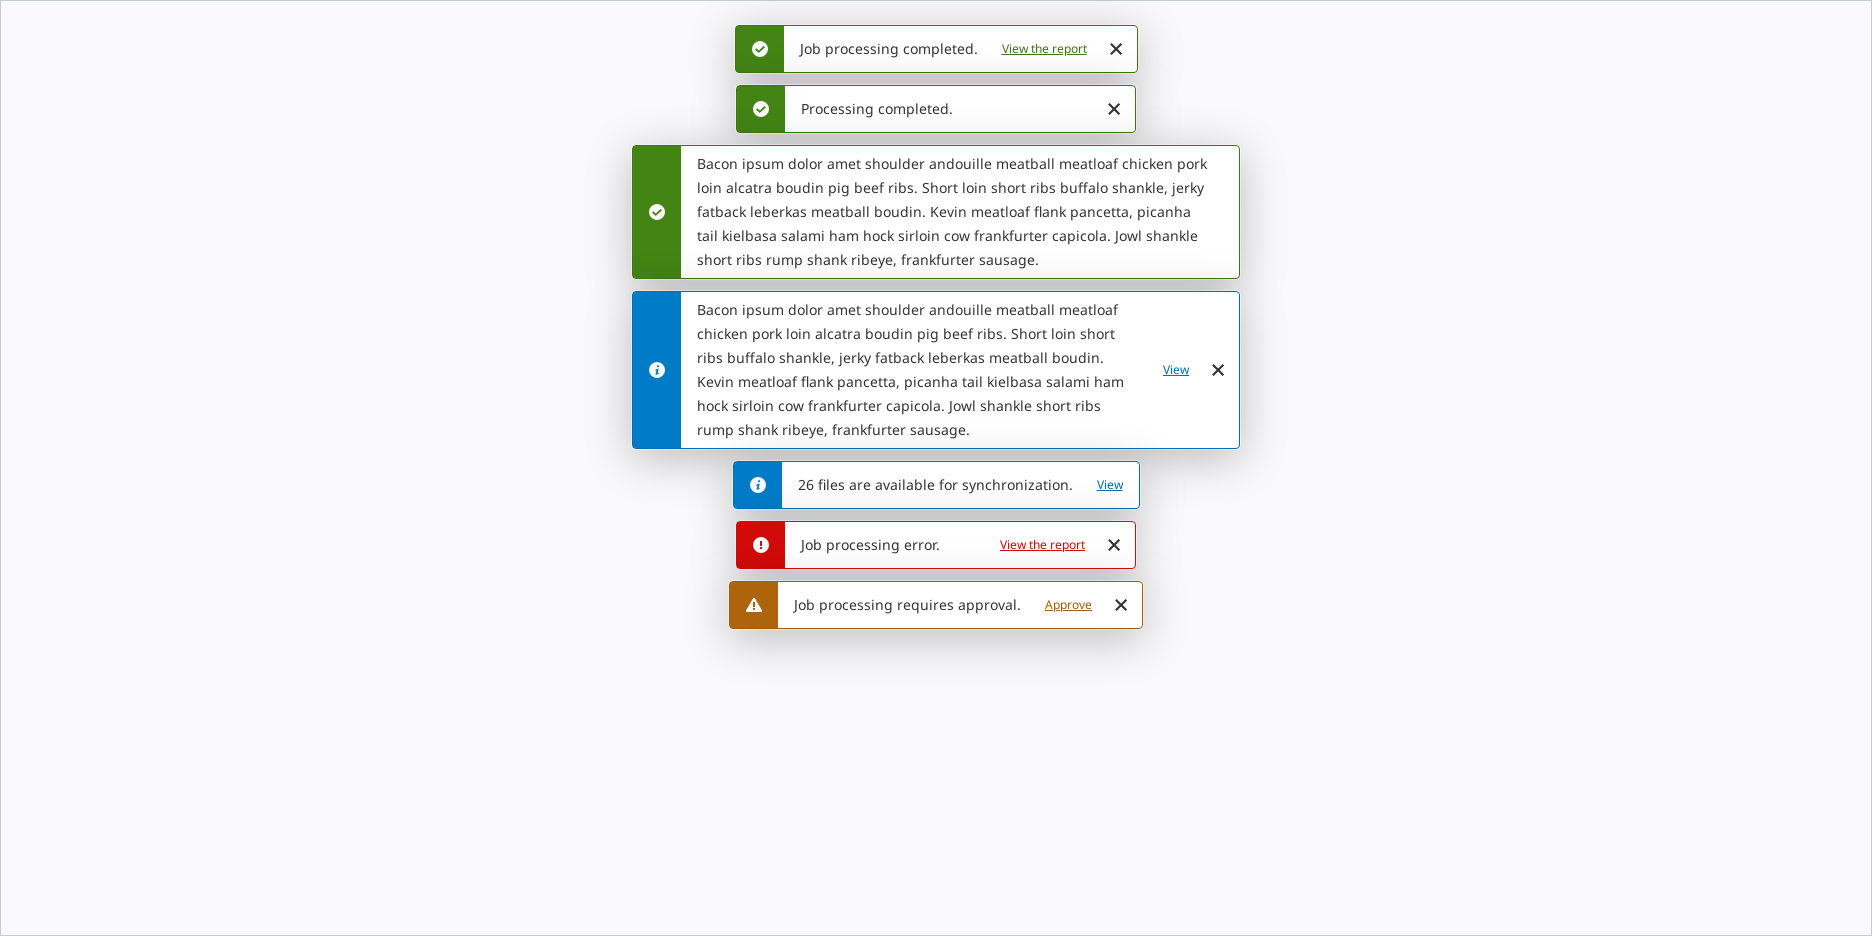 Job processing completed. View the report
Processing completed.
Bacon ipsum dolor amet shoulder andouille meatball meatloaf chicken pork
loin alcatra boudin pig beef ribs. Short loin short ribs buffalo shankle, jerky
fatback leberkas meatball boudin. Kevin meatloaf flank pancetta, picanha
tail kielbasa salami ham hock sirloin cow frankfurter capicola. Jowl shankle
short ribs rump shank ribeye, frankfurter sausage.
Bacon ipsum dolor amet shoulder andouille meatball meatloaf
chicken pork loin alcatra boudin pig beef ribs. Short loin short
ribs buffalo shankle, jerky fatback leberkas meatball boudin.
Kevin meatloaf flank pancetta, picanha tail kielbasa salami ham
hock sirloin cow frankfurter capicola. Jowl shankle short ribs
rump shank ribeye, frankfurter sausage.
View
26 files are available for synchronization. View
Job processing error. View the report
Job processing requires approval. Approve